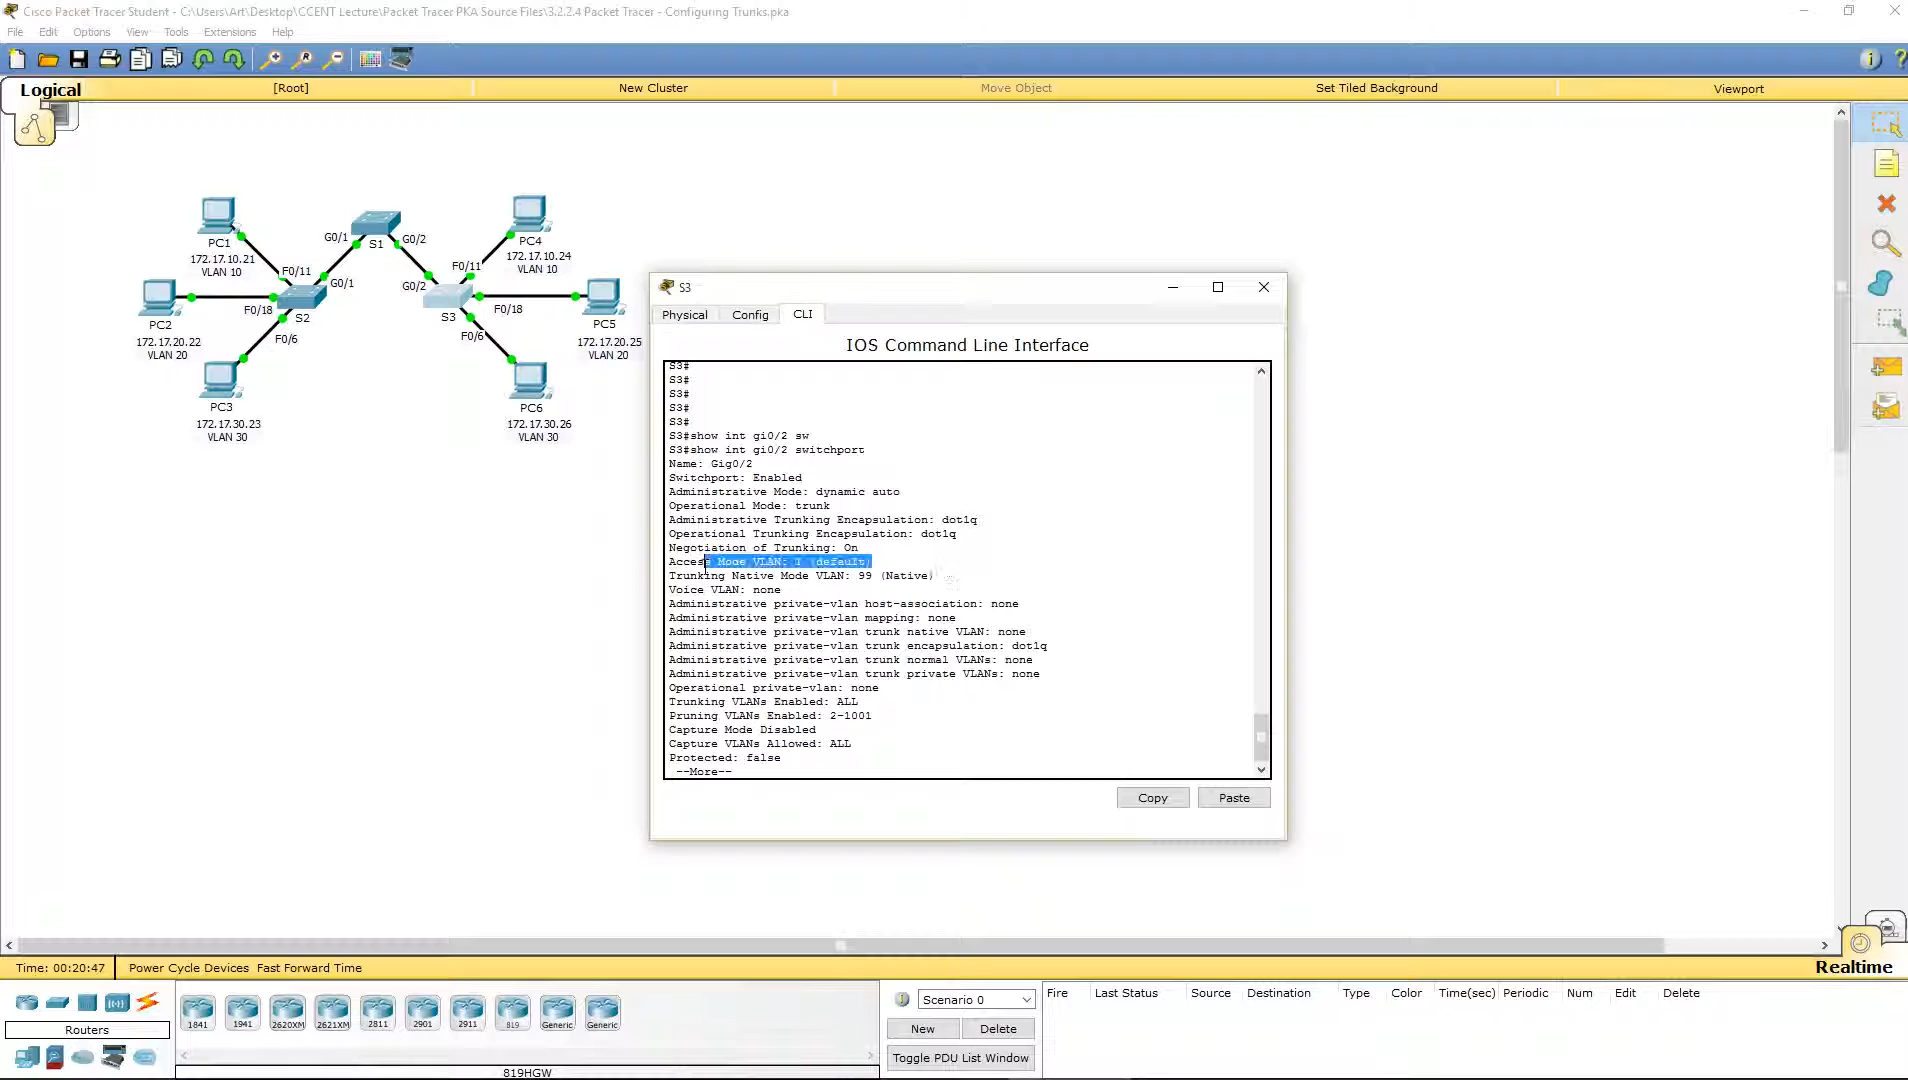 Cisco Packet Tracer Student - C:\Users\Art\Desktop\CCENT Lecture\Packet Tracer PKA Source Files\3.2.2.4 Packet Tracer - Configuring Trunks.pka
File Edit Options View Tools Extensions Help
Logical [Root] New Cluster Move Object Set Tiled Background Viewport
PC1
172.17.10.21
VLAN 10
PC2
172.17.20.22
VLAN 20
PC3
172.17.30.23
VLAN 30
F0/11
F0/18
F0/6
S2
G0/1
G0/1
S1
G0/2
G0/2
S3
F0/11
F0/18
F0/6
PC4
172.17.10.24
VLAN 10
PC5
172.17.20.25
VLAN 20
PC6
172.17.30.26
VLAN 30
S3
Physical Config CLI
IOS Command Line Interface
S3#
S3#
S3#
S3#
S3#
S3#show int gi0/2 sw
S3#show int gi0/2 switchport
Name: Gig0/2
Switchport: Enabled
Administrative Mode: dynamic auto
Operational Mode: trunk
Administrative Trunking Encapsulation: dot1q
Operational Trunking Encapsulation: dot1q
Negotiation of Trunking: On
Access Mode VLAN: 1 (default)
Trunking Native Mode VLAN: 99 (Native)
Voice VLAN: none
Administrative private-vlan host-association: none
Administrative private-vlan mapping: none
Administrative private-vlan trunk native VLAN: none
Administrative private-vlan trunk encapsulation: dot1q
Administrative private-vlan trunk normal VLANs: none
Administrative private-vlan trunk private VLANs: none
Operational private-vlan: none
Trunking VLANs Enabled: ALL
Pruning VLANs Enabled: 2-1001
Capture Mode Disabled
Capture VLANs Allowed: ALL
Protected: false
--More--
Copy Paste
Time: 00:20:47 Power Cycle Devices Fast Forward Time
Realtime
Routers
1841 1941 2620XM 2621XM 2811 2901 2911 819 Generic Generic
819HGW
Scenario 0
New Delete
Toggle PDU List Window
Fire Last Status Source Destination Type Color Time(sec) Periodic Num Edit Delete